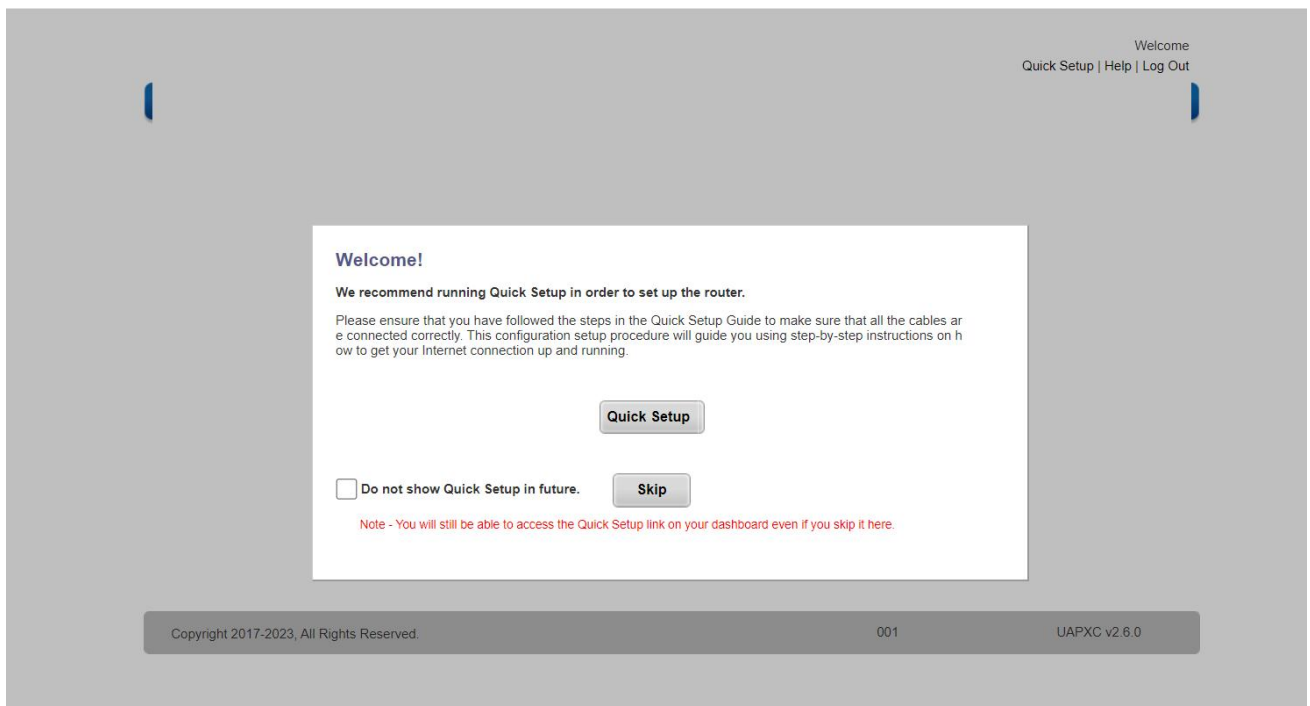 Welcome
Quick Setup | Help | Log Out
Welcome!
We recommend running Quick Setup in order to set up the router.
Please ensure that you have followed the steps in the Quick Setup Guide to make sure that all the cables ar
e connected correctly. This configuration setup procedure will guide you using step-by-step instructions on h
ow to get your Internet connection up and running.
Quick Setup
Do not show Quick Setup in future. Skip
Note - You will still be able to access the Quick Setup link on your dashboard even if you skip it here.
Copyright 2017-2023, All Rights Reserved. 001 UAPXC v2.6.0